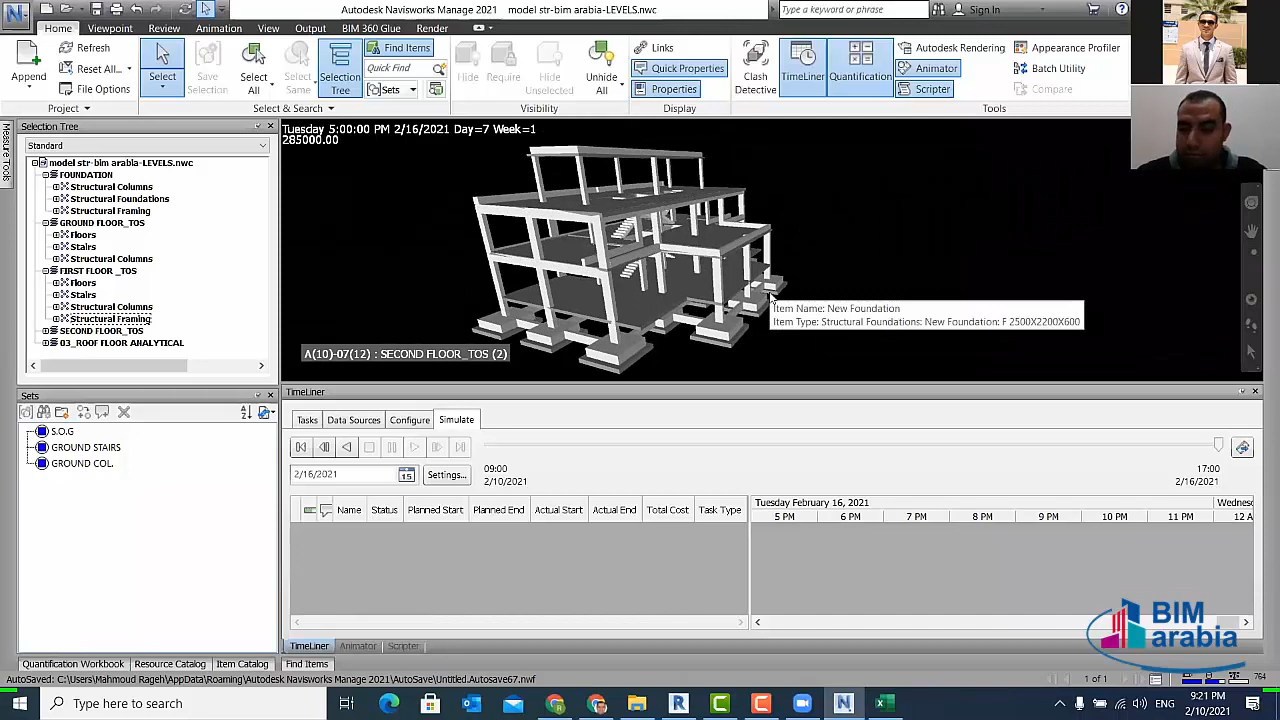 Autodesk Navisworks Manage 2021 model str-bim arabia-LEVELS.nwc
Type a keyword or phrase
Sign In
Home Viewpoint Review Animation View Output BIM 360 Glue Render
Append
Refresh
Reset All...
File Options
Project
Select
Save Selection
Select All
Select Same
Selection Tree
Find Items
Quick Find
Sets
Select & Search
Hide
Require
Hide Unselected
Unhide All
Visibility
Links
Quick Properties
Properties
Display
Clash Detective
TimeLiner
Quantification
Autodesk Rendering
Animator
Scripter
Appearance Profiler
Batch Utility
Compare
Tools
Measure Tools
Selection Tree
Standard
model str-bim arabia-LEVELS.nwc
FOUNDATION
Structural Columns
Structural Foundations
Structural Framing
GROUND FLOOR_TOS
Floors
Stairs
Structural Columns
FIRST FLOOR _TOS
Floors
Stairs
Structural Columns
Structural Framing
SECOND FLOOR_TOS
03_ROOF FLOOR ANALYTICAL
Tuesday 5:00:00 PM 2/16/2021 Day=7 Week=1
285000.00
Item Name: New Foundation
Item Type: Structural Foundations: New Foundation: F 2500X2200X600
A(10)-07(12) : SECOND FLOOR_TOS (2)
Sets
S.O.G
GROUND STAIRS
GROUND COL.
TimeLiner
Tasks Data Sources Configure Simulate
2/16/2021
15
Settings...
09:00
2/10/2021
17:00
2/16/2021
Name Status Planned Start Planned End Actual Start Actual End Total Cost Task Type
Tuesday February 16, 2021 Wednes
5 PM 6 PM 7 PM 8 PM 9 PM 10 PM 11 PM 12 A
BIM
arabia
TimeLiner Animator Scripter
Quantification Workbook Resource Catalog Item Catalog Find Items
AutoSaved: C:\Users\Mahmoud Rageh\AppData\Roaming\Autodesk Navisworks Manage 2021\AutoSave\Untitled.Autosave67.nwf
1 of 1
764
Type here to search
9:21 PM
2/10/2021